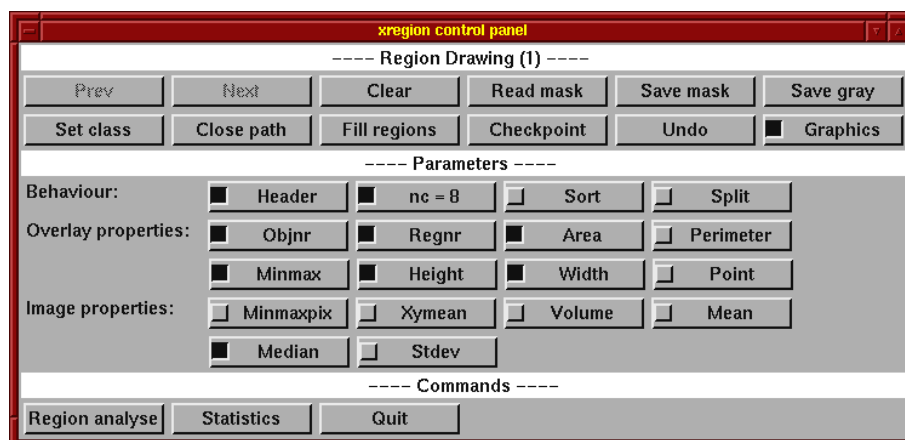 xregion control panel
---- Region Drawing (1) ----
Prev Next Clear Read mask Save mask Save gray
Set class Close path Fill regions Checkpoint Undo Graphics
---- Parameters ----
Behaviour: Header nc = 8 Sort Split
Overlay properties: Objnr Regnr Area Perimeter
Minmax Height Width Point
Image properties: Minmaxpix Xymean Volume Mean
Median Stdev
---- Commands ----
Region analyse Statistics Quit